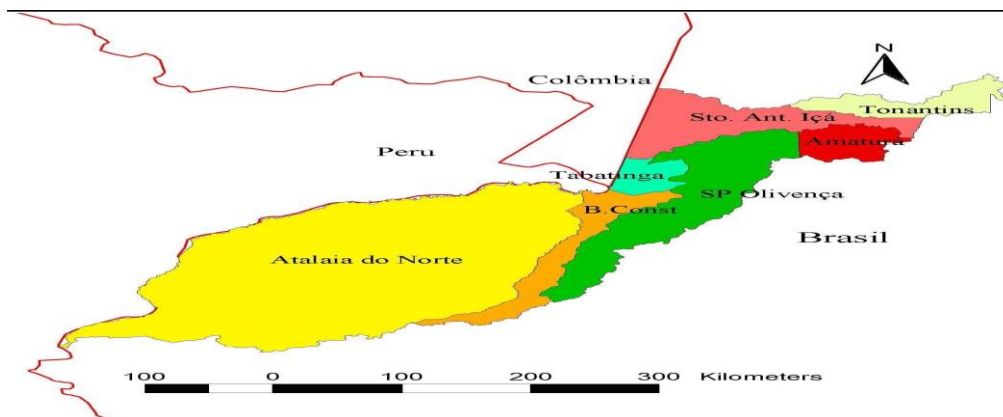 N
Colômbia
Tonantins
Sto. Ant. Içá
Amaturá
Peru
Tabatinga
SP Olivença
B.Const
Brasil
Atalaia do Norte
100 0 100 200 300 Kilometers